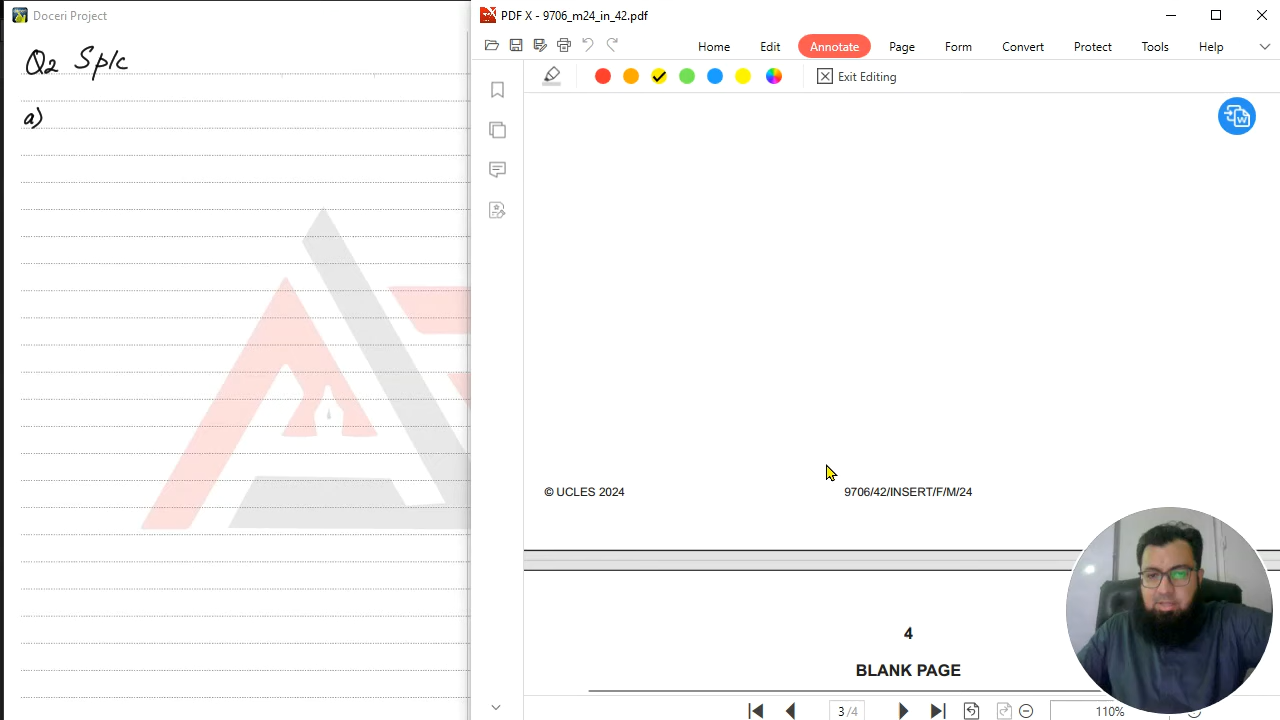 Doceri Project
Q2 Splc
a)
PDF X - 9706_m24_in_42.pdf
Home Edit Annotate Page Form Convert Protect Tools Help
Exit Editing
© UCLES 2024
9706/42/INSERT/F/M/24
4
BLANK PAGE
3 /4
110%